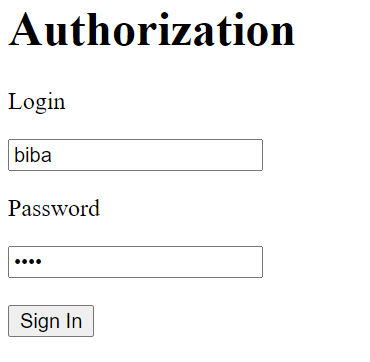 Authorization
Login
biba
Password
••••
Sign In